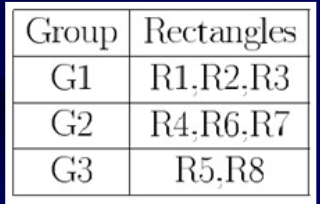 Group Rectangles
G1 R1,R2,R3
G2 R4,R6,R7
G3 R5,R8